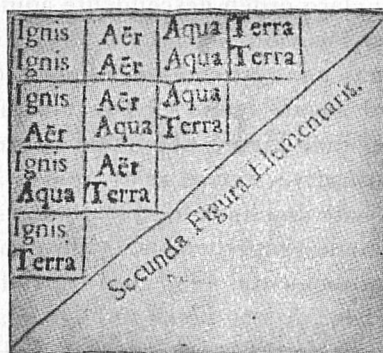 Ignis Aër Aqua Terra
Ignis Aër Aqua Terra
Ignis Aër Aqua
Aër Aqua Terra
Ignis Aër
Aqua Terra
Ignis
Terra
Secunda Figura Elementaris.